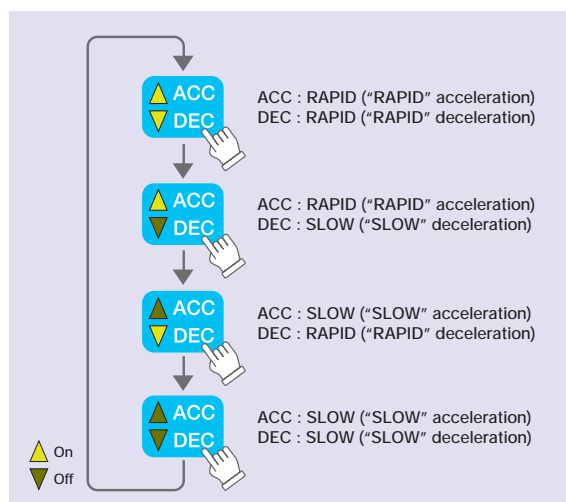 ACC
DEC
ACC : RAPID (“RAPID” acceleration)
DEC : RAPID (“RAPID” deceleration)
ACC
DEC
ACC : RAPID (“RAPID” acceleration)
DEC : SLOW (“SLOW” deceleration)
ACC
DEC
ACC : SLOW (“SLOW” acceleration)
DEC : RAPID (“RAPID” deceleration)
ACC
DEC
ACC : SLOW (“SLOW” acceleration)
DEC : SLOW (“SLOW” deceleration)
On
Off